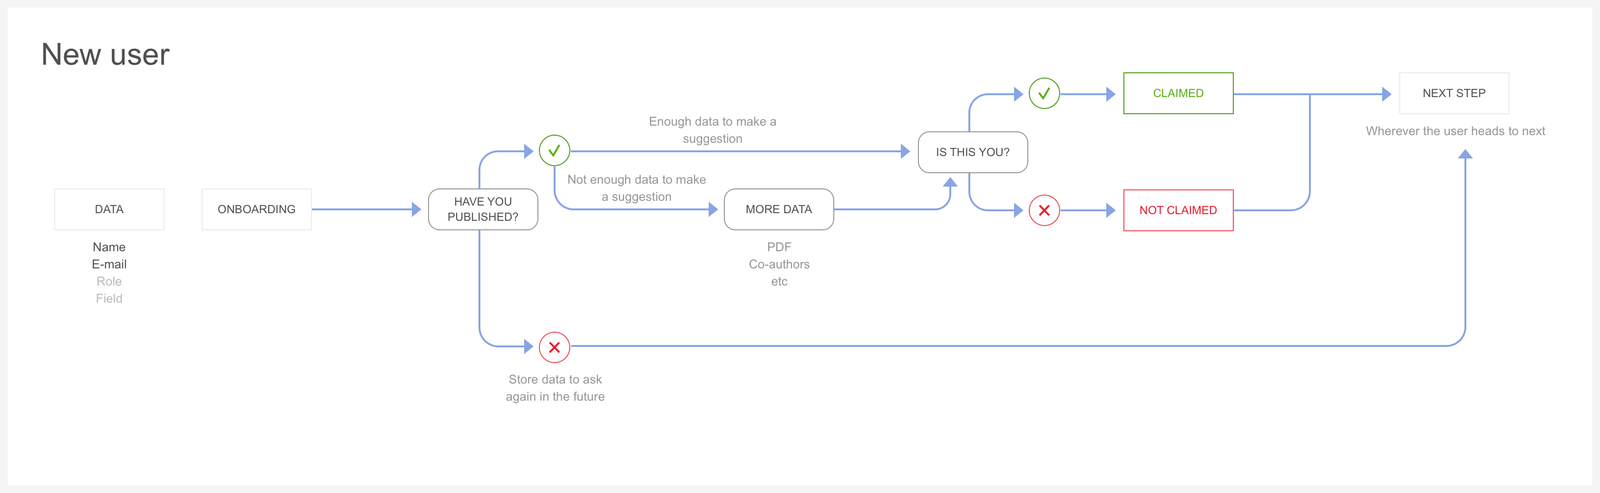 New user
DATA
Name
E-mail
Role
Field
ONBOARDING
HAVE YOU
PUBLISHED?
Enough data to make a
suggestion
Not enough data to make
a suggestion
MORE DATA
PDF
Co-authors
etc
Store data to ask
again in the future
IS THIS YOU?
CLAIMED
NOT CLAIMED
NEXT STEP
Wherever the user heads to next